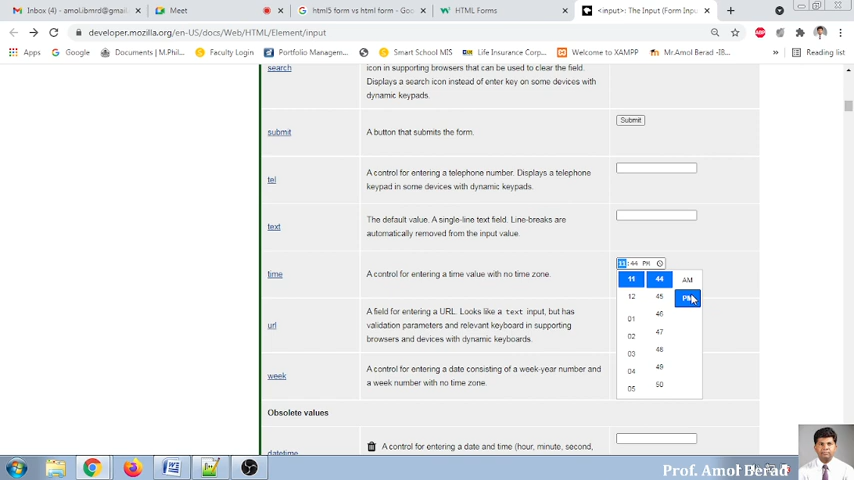 Inbox (4) - amol.ibmrd@gmail
Meet
html5 form vs html form - Goo
HTML Forms
<input>: The Input (Form Inpu
developer.mozilla.org/en-US/docs/Web/HTML/Element/input
Apps
Google
Documents (M.Phil...
Faculty Login
Portfolio Managem...
Smart School MIS
Life Insurance Corp...
Welcome to XAMPP
Mr.Amol Berad -IB...
»
Reading list
search
icon in supporting browsers that can be used to clear the field.
Displays a search icon instead of enter key on some devices with
dynamic keypads.
submit
A button that submits the form.
Submit
tel
A control for entering a telephone number. Displays a telephone
keypad in some devices with dynamic keypads.
text
The default value. A single-line text field. Line-breaks are
automatically removed from the input value.
time
A control for entering a time value with no time zone.
11:44 PM
11 44 AM
12 45 PM
01 46
02 47
03 48
04 49
05 50
url
A field for entering a URL. Looks like a text input, but has
validation parameters and relevant keyboard in supporting
browsers and devices with dynamic keyboards.
week
A control for entering a date consisting of a week-year number and
a week number with no time zone.
Obsolete values
datetime
A control for entering a date and time (hour, minute, second,
Prof. Amol Berad